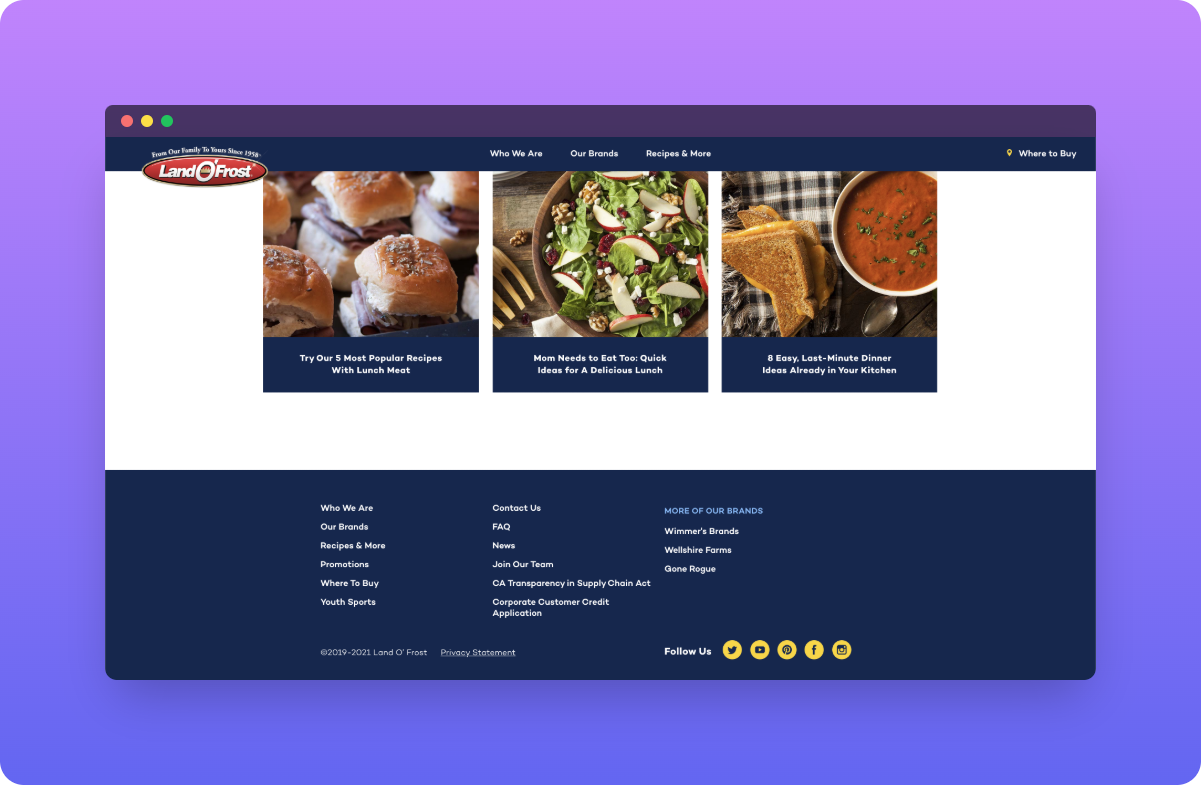 From Our Family To Yours Since 1958
Land O'Frost
Who We Are
Our Brands
Recipes & More
Where to Buy
Try Our 5 Most Popular Recipes
With Lunch Meat
Mom Needs to Eat Too: Quick
Ideas for A Delicious Lunch
8 Easy, Last-Minute Dinner
Ideas Already in Your Kitchen
Who We Are
Our Brands
Recipes & More
Promotions
Where To Buy
Youth Sports
Contact Us
FAQ
News
Join Our Team
CA Transparency in Supply Chain Act
Corporate Customer Credit
Application
MORE OF OUR BRANDS
Wimmer's Brands
Wellshire Farms
Gone Rogue
©2019-2021 Land O' Frost
Privacy Statement
Follow Us